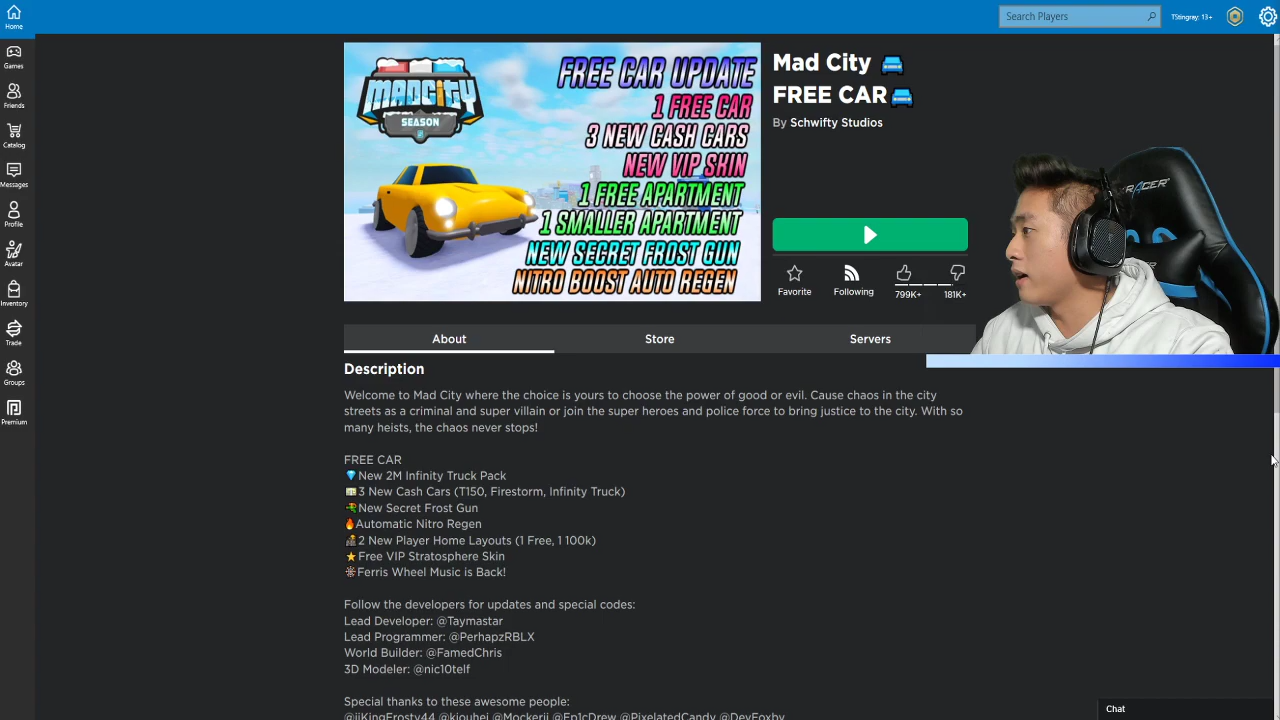 Home
Search Players
TStingray: 13+
Games
Friends
Catalog
Messages
Profile
Avatar
Inventory
Trade
Groups
Premium
MADCITY
SEASON
FREE CAR UPDATE
1 FREE CAR
3 NEW CASH CARS
NEW VIP SKIN
1 FREE APARTMENT
1 SMALLER APARTMENT
NEW SECRET FROST GUN
NITRO BOOST AUTO REGEN
Mad City 🚘
FREE CAR🚘
By Schwifty Studios
Favorite
Following
799K+
181K+
RACER
About
Store
Servers
Description
Welcome to Mad City where the choice is yours to choose the power of good or evil. Cause chaos in the city
streets as a criminal and super villain or join the super heroes and police force to bring justice to the city. With so
many heists, the chaos never stops!
FREE CAR
💎New 2M Infinity Truck Pack
💵3 New Cash Cars (T150, Firestorm, Infinity Truck)
🔫New Secret Frost Gun
🔥Automatic Nitro Regen
🏠2 New Player Home Layouts (1 Free, 1 100k)
⭐Free VIP Stratosphere Skin
🎡Ferris Wheel Music is Back!
Follow the developers for updates and special codes:
Lead Developer: @Taymastar
Lead Programmer: @PerhapzRBLX
World Builder: @FamedChris
3D Modeler: @nic10telf
Special thanks to these awesome people:
@jjKingFrosty44 @kiouhei @Mockerii @Ep1cDrew @PixelatedCandy @DevFoxby
Chat